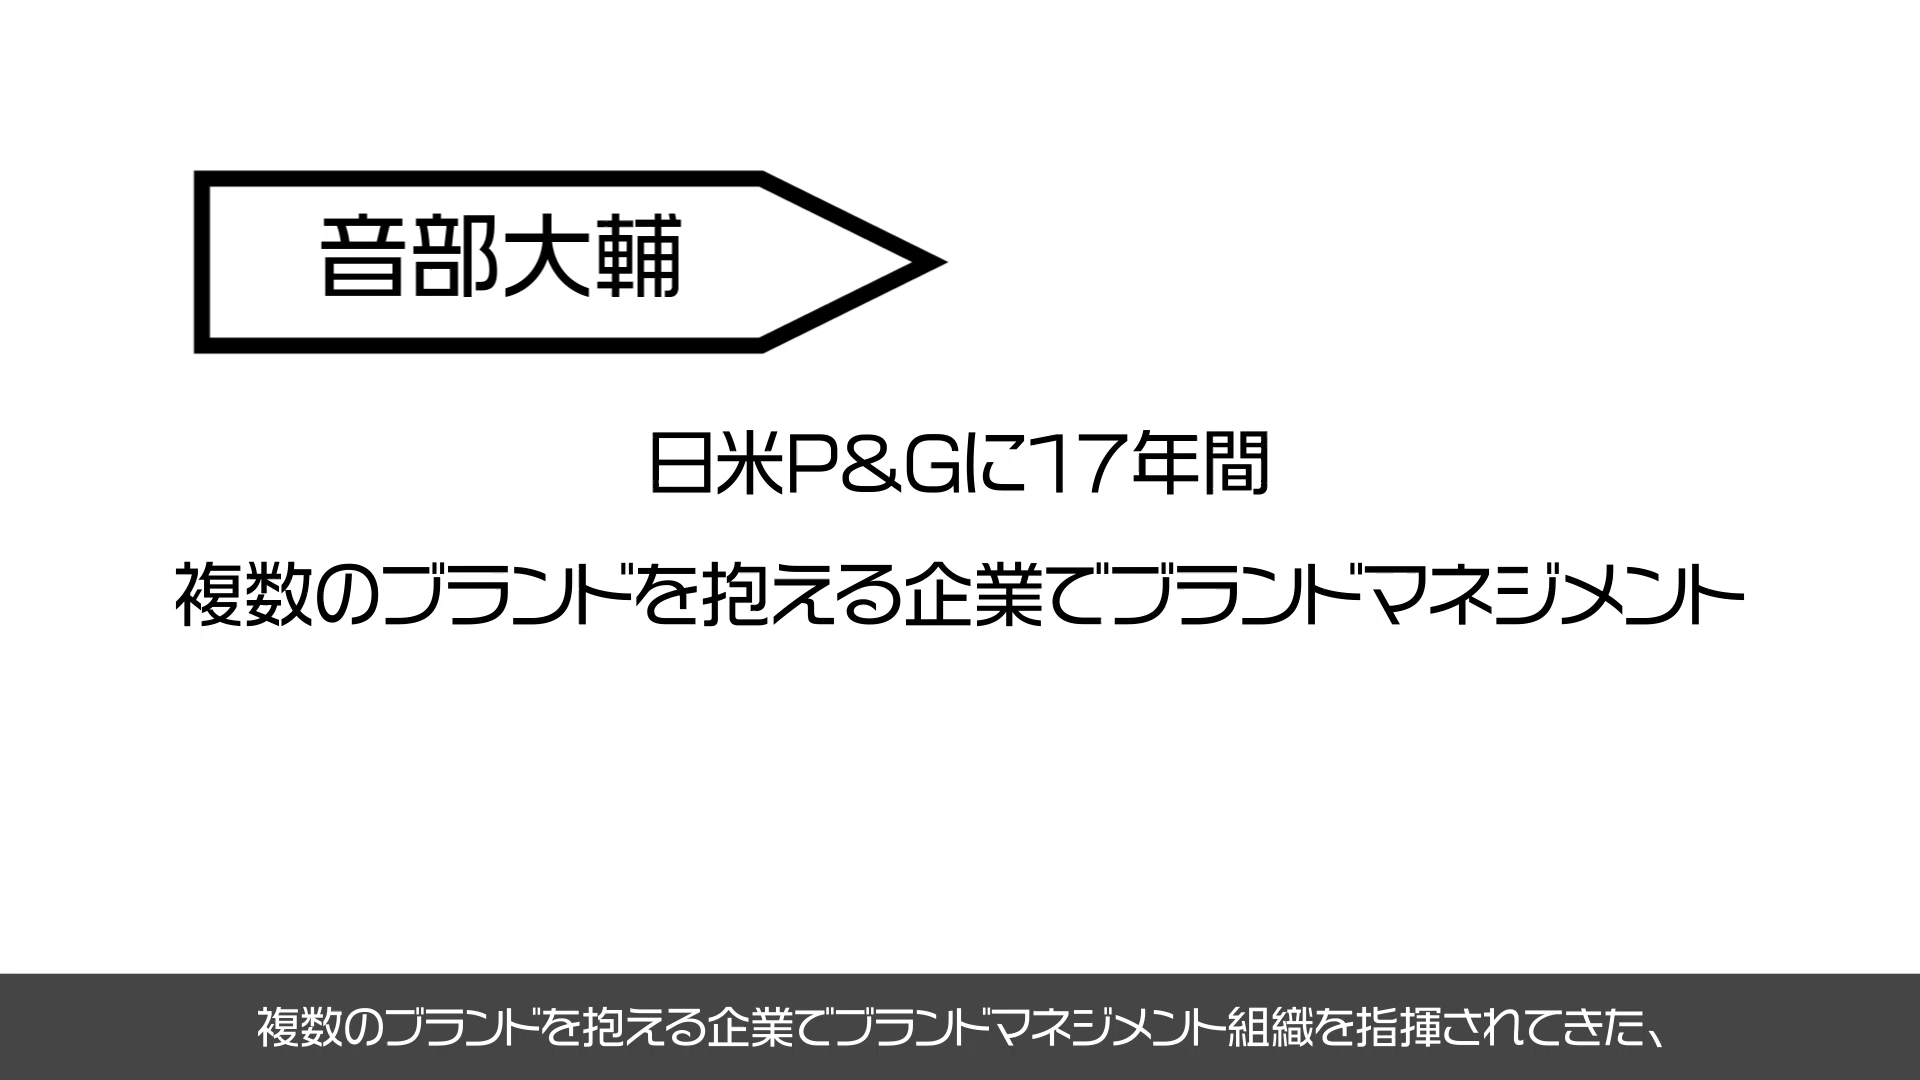 音部大輔
日米P&Gに17年間
複数のブランドを抱える企業でブランドマネジメント
複数のブランドを抱える企業でブランドマネジメント組織を指揮されてきた、